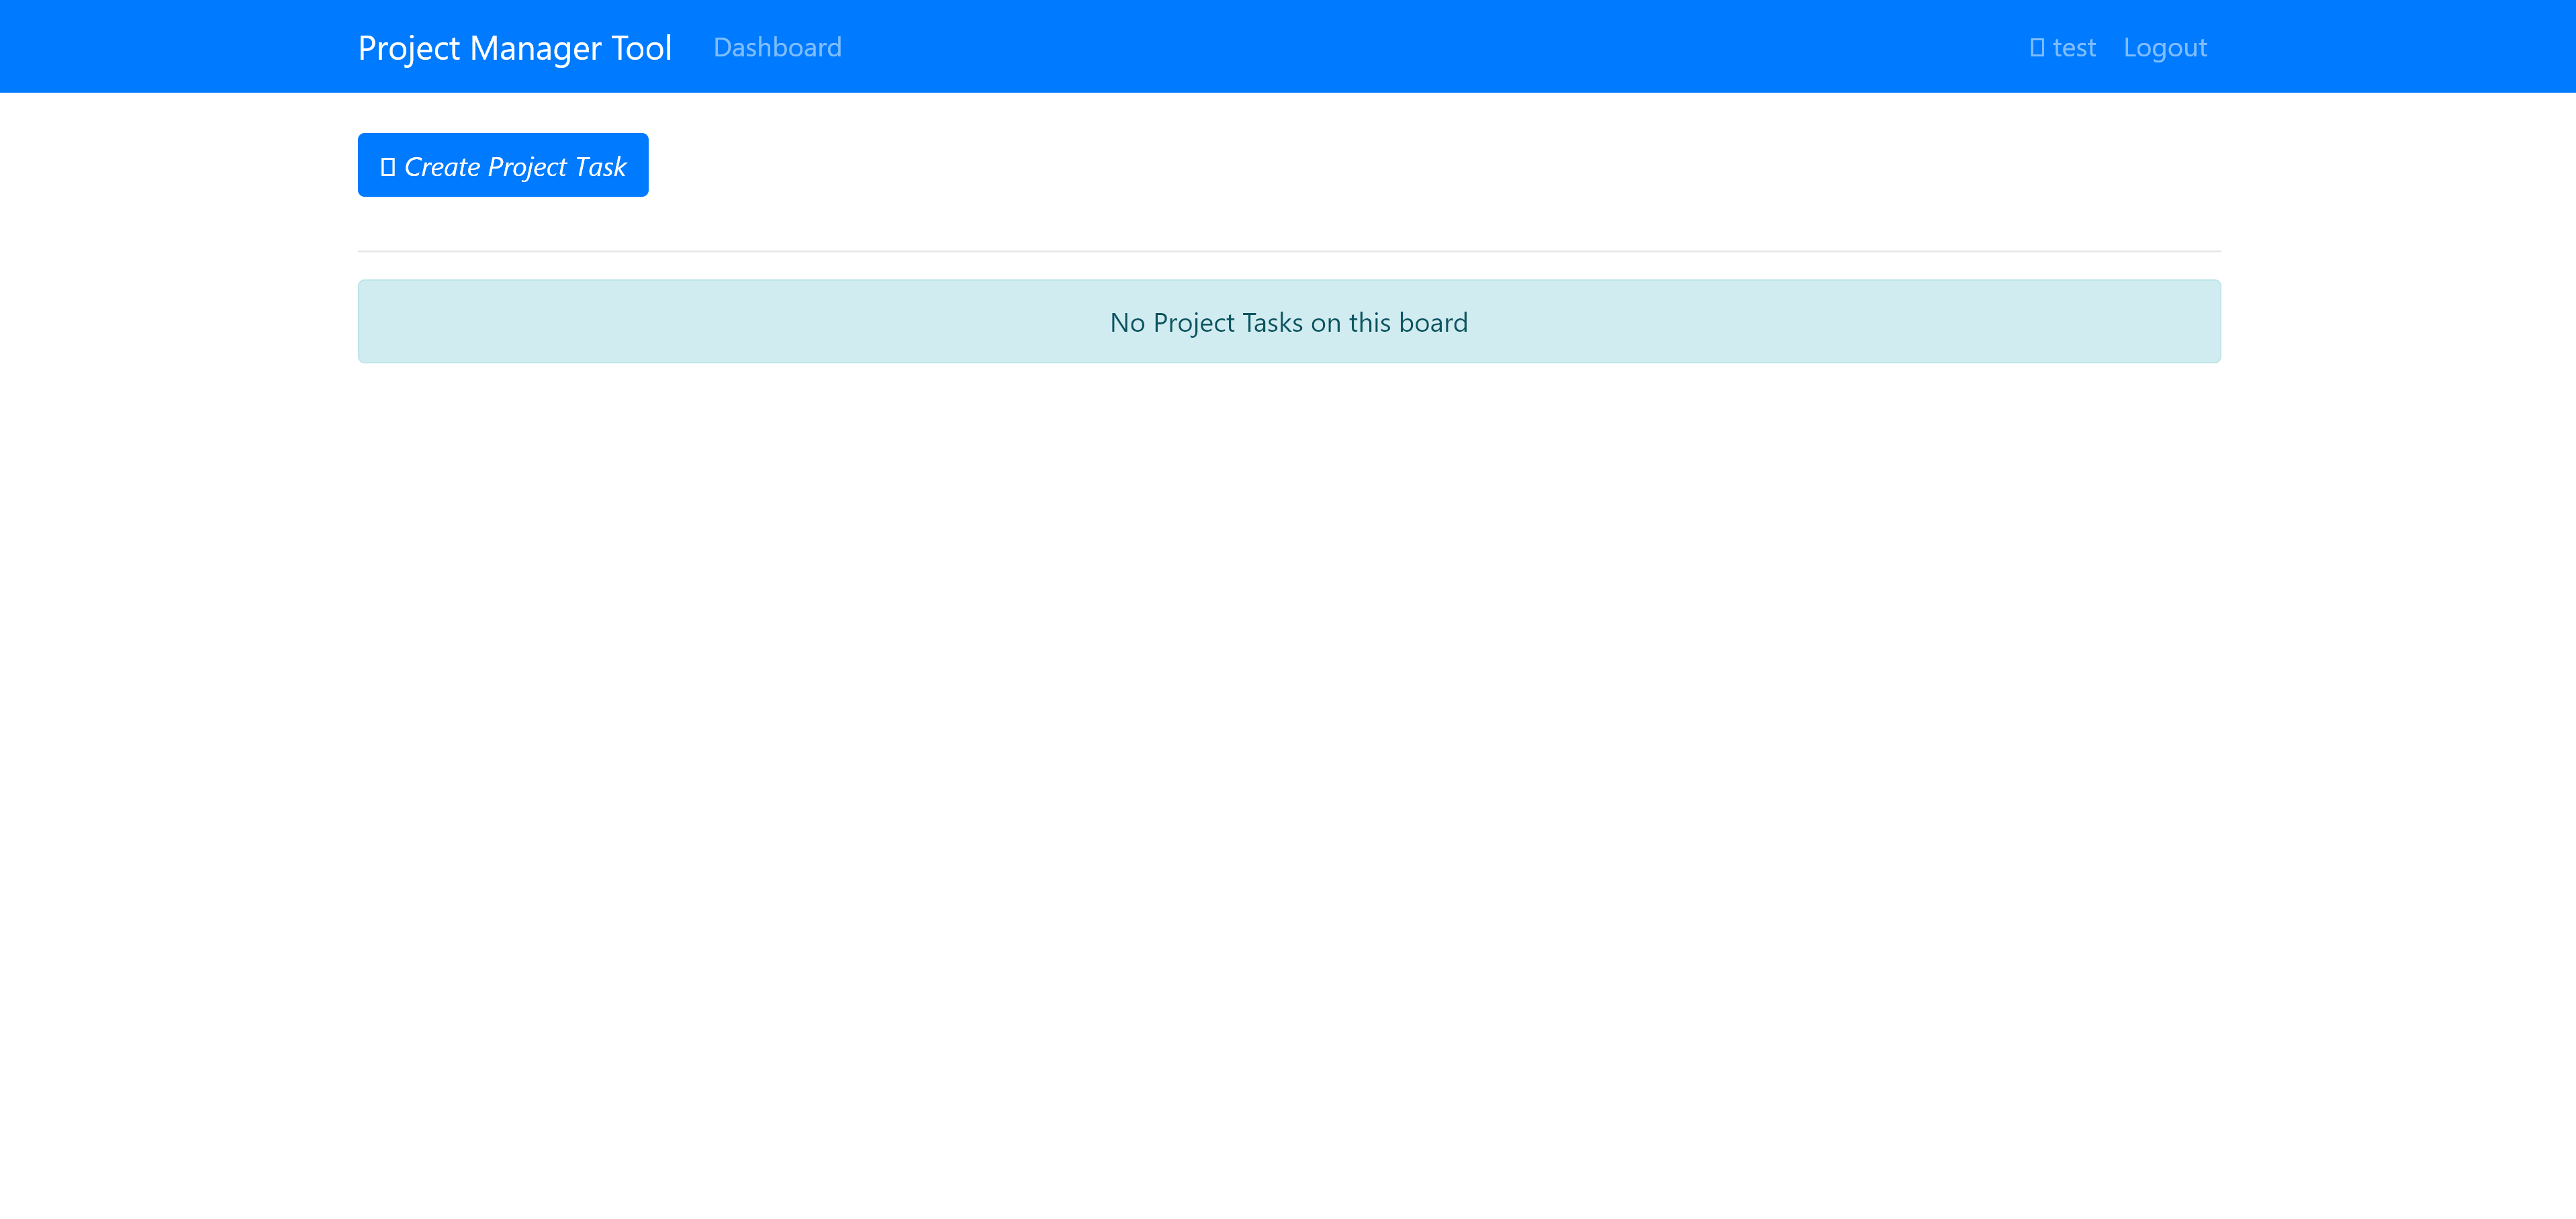 Project Manager Tool Dashboard test Logout
Create Project Task
No Project Tasks on this board